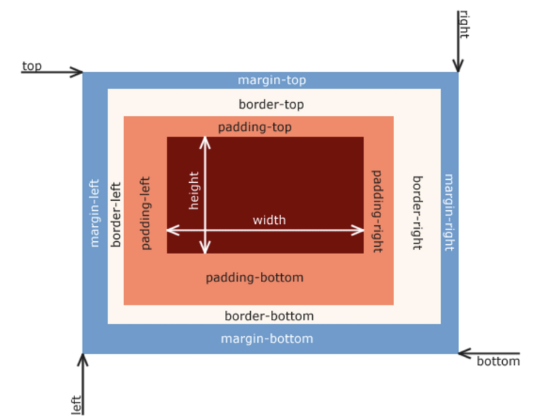 right
top
margin-top
border-top
padding-top
margin-left
border-left
padding-left
height
width
padding-right
border-right
margin-right
padding-bottom
border-bottom
margin-bottom
bottom
left